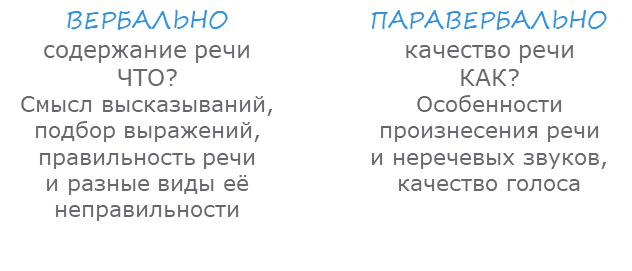 ВЕРБАЛЬНО
содержание речи
ЧТО?
Смысл высказываний,
подбор выражений,
правильность речи
и разные виды её
неправильности
ПАРАВЕРБАЛЬНО
качество речи
КАК?
Особенности
произнесения речи
и неречевых звуков,
качество голоса